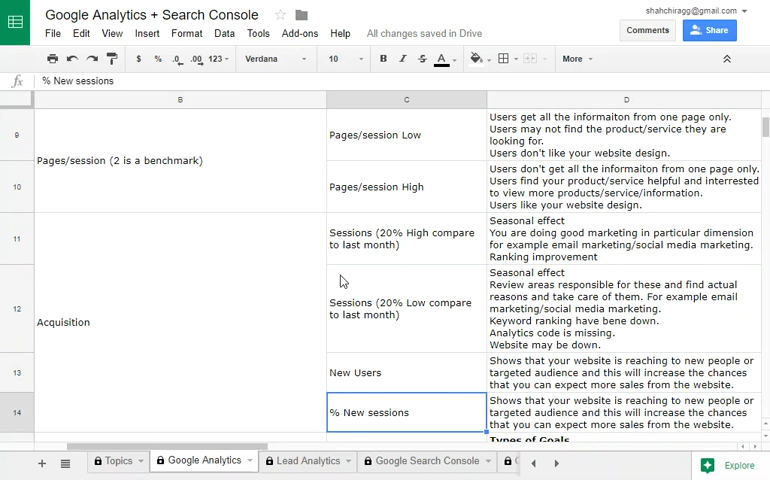 Google Analytics + Search Console
shahchiragg@gmail.com
File Edit View Insert Format Data Tools Add-ons Help All changes saved in Drive
Comments
Share
$ % .0 .00 123 Verdana 10 B I S A More
fx % New sessions
B C D
9
Pages/session (2 is a benchmark)
Pages/session Low
Users get all the informaiton from one page only.
Users may not find the product/service they are
looking for.
Users don't like your website design.
10
Pages/session High
Users don't get all the informaiton from one page only.
Users find your product/service helpful and interrested
to view more products/service/information.
Users like your website design.
11
Acquisition
Sessions (20% High compare
to last month)
Seasonal effect
You are doing good marketing in particular dimension
for example email marketing/social media marketing.
Ranking improvement
12
Sessions (20% Low compare
to last month)
Seasonal effect
Review areas responsible for these and find actual
reasons and take care of them. For example email
marketing/social media marketing.
Keyword ranking have bene down.
Analytics code is missing.
Website may be down.
13
New Users
Shows that your website is reaching to new people or
targeted audience and this will increase the chances
that you can expect more sales from the website.
14
% New sessions
Shows that your website is reaching to new people or
targeted audience and this will increase the chances
that you can expect more sales from the website.
Types of Goals
Topics Google Analytics Lead Analytics Google Search Console
Explore